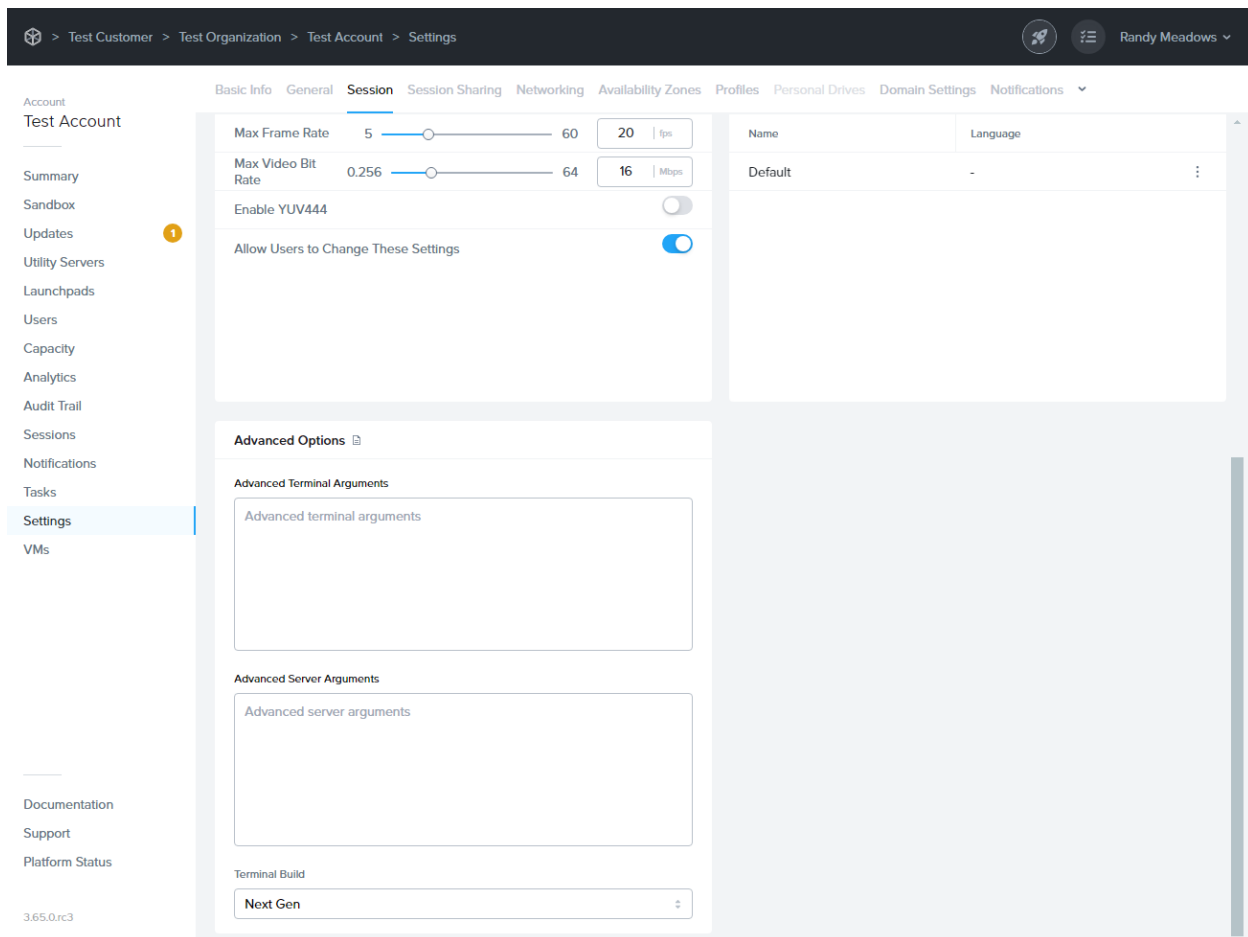 > Test Customer > Test Organization > Test Account > Settings
Randy Meadows
Account
Test Account
Summary
Sandbox
Updates 1
Utility Servers
Launchpads
Users
Capacity
Analytics
Audit Trail
Sessions
Notifications
Tasks
Settings
VMs
Documentation
Support
Platform Status
3.65.0.rc3
Basic Info General Session Session Sharing Networking Availability Zones Profiles Personal Drives Domain Settings Notifications
Max Frame Rate 5 60 20 | fps
Max Video Bit
Rate
0.256 64 16 | Mbps
Enable YUV444
Allow Users to Change These Settings
Name Language
Default -
Advanced Options
Advanced Terminal Arguments
Advanced terminal arguments
Advanced Server Arguments
Advanced server arguments
Terminal Build
Next Gen